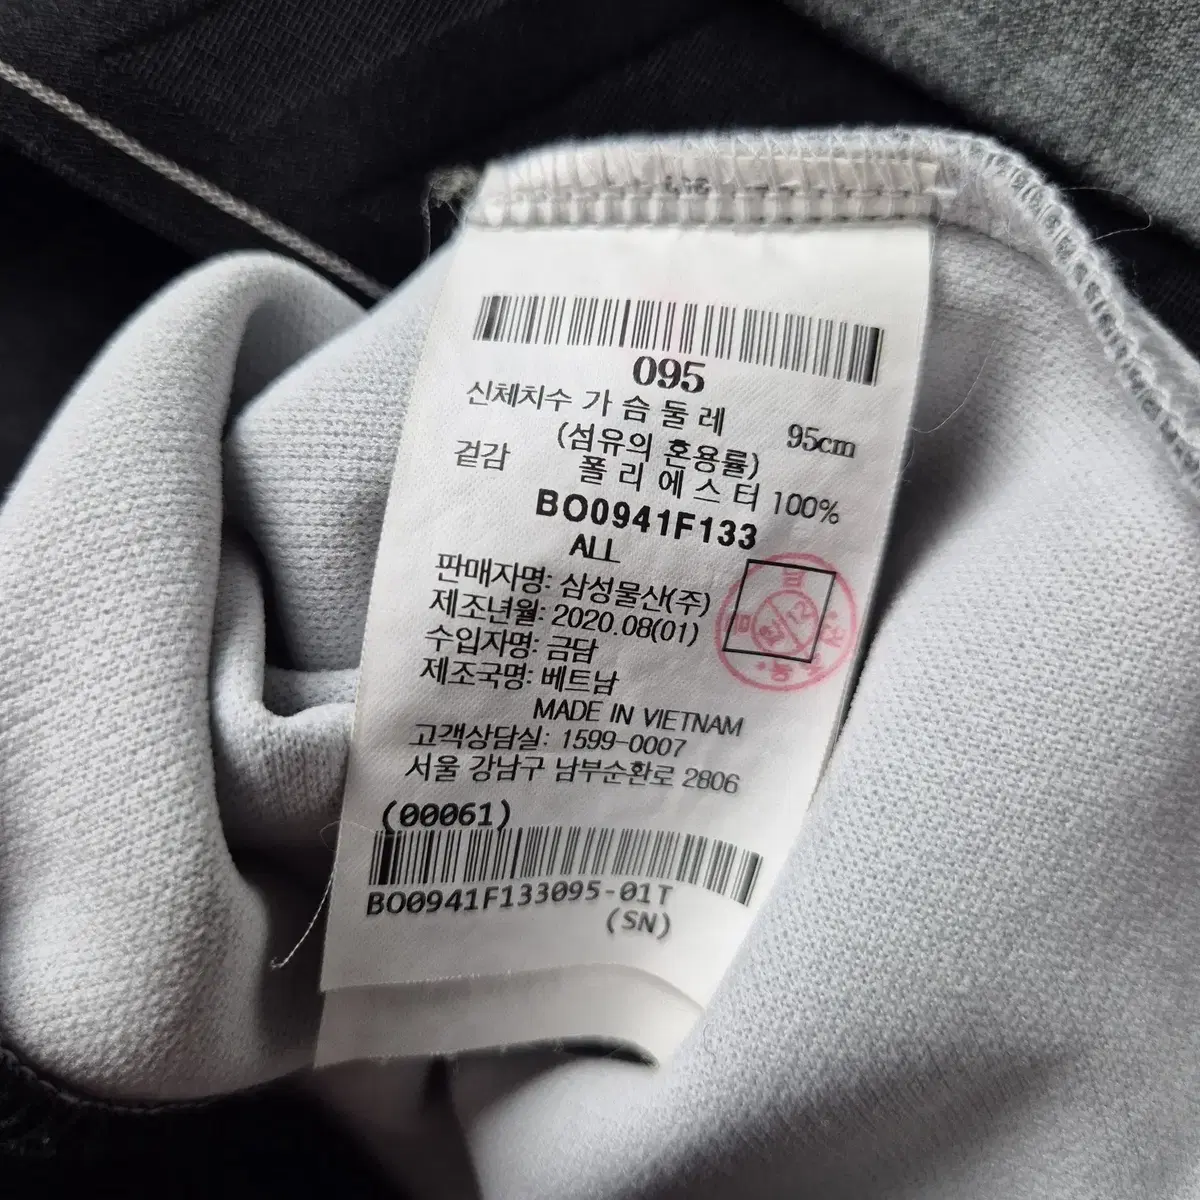 095
신체치수 가슴둘레 95cm
(섬유의 혼용률)
겉감 폴리에스터 100%
BO0941F133
ALL
판매자명: 삼성물산(주)
제조년월: 2020.08(01)
수입자명: 금담
제조국명: 베트남
MADE IN VIETNAM
고객상담실: 1599-0007
서울 강남구 남부순환로 2806
(00061)
BO0941F133095-01T
(SN)